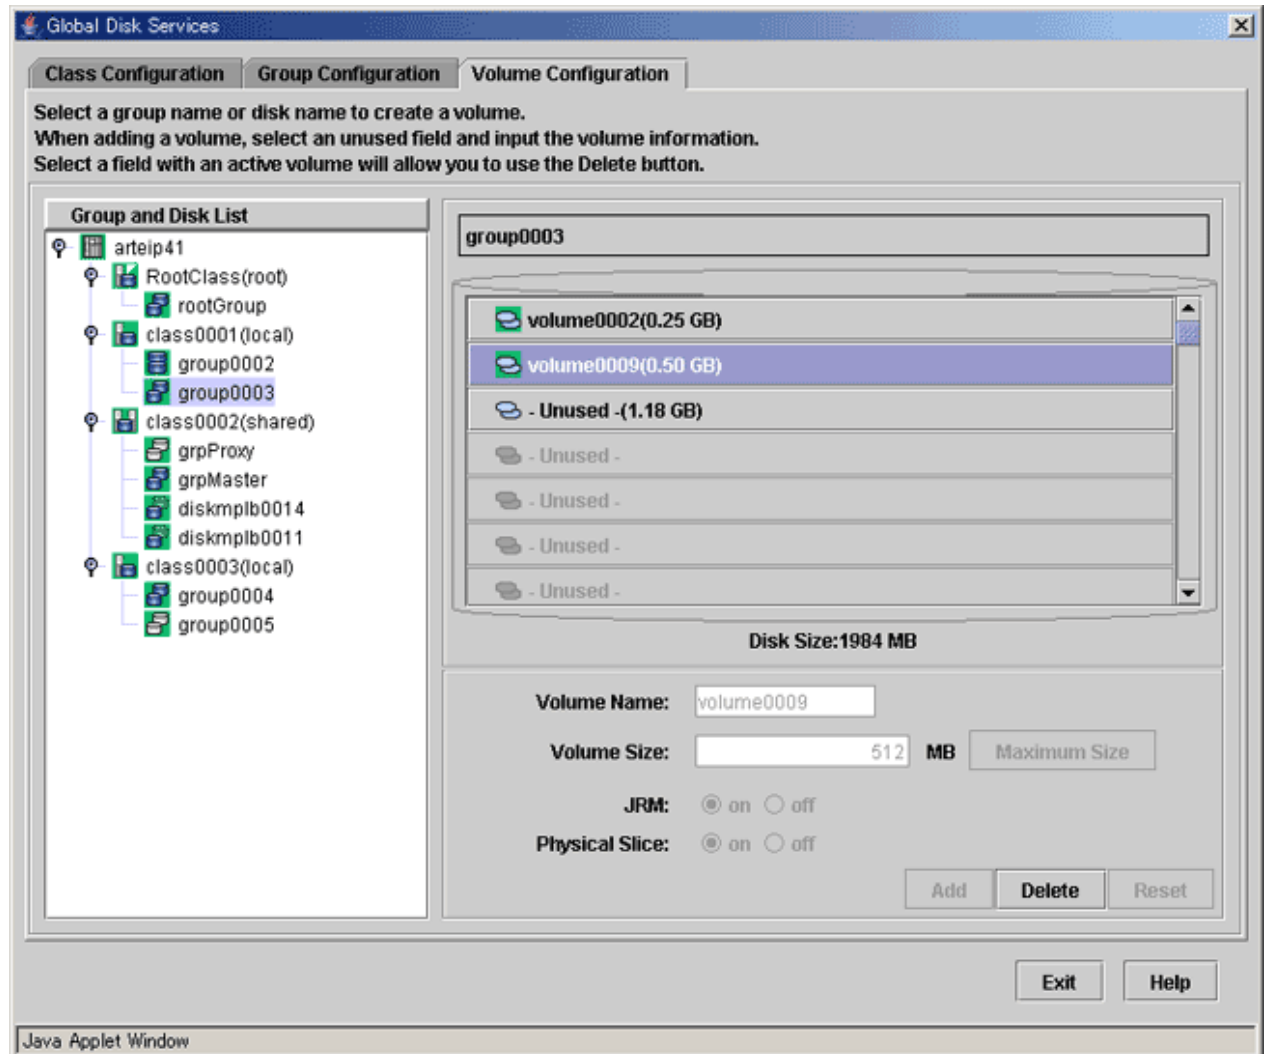 Global Disk Services
Class Configuration Group Configuration Volume Configuration
Select a group name or disk name to create a volume.
When adding a volume, select an unused field and input the volume information.
Select a field with an active volume will allow you to use the Delete button.
Group and Disk List
arteip41
RootClass(root)
rootGroup
class0001(local)
group0002
group0003
class0002(shared)
grpProxy
grpMaster
diskmplb0014
diskmplb0011
class0003(local)
group0004
group0005
group0003
volume0002(0.25 GB)
volume0009(0.50 GB)
- Unused -(1.18 GB)
- Unused -
- Unused -
- Unused -
- Unused -
Disk Size:1984 MB
Volume Name: volume0009
Volume Size: 512 MB Maximum Size
JRM: on off
Physical Slice: on off
Add Delete Reset
Exit Help
Java Applet Window